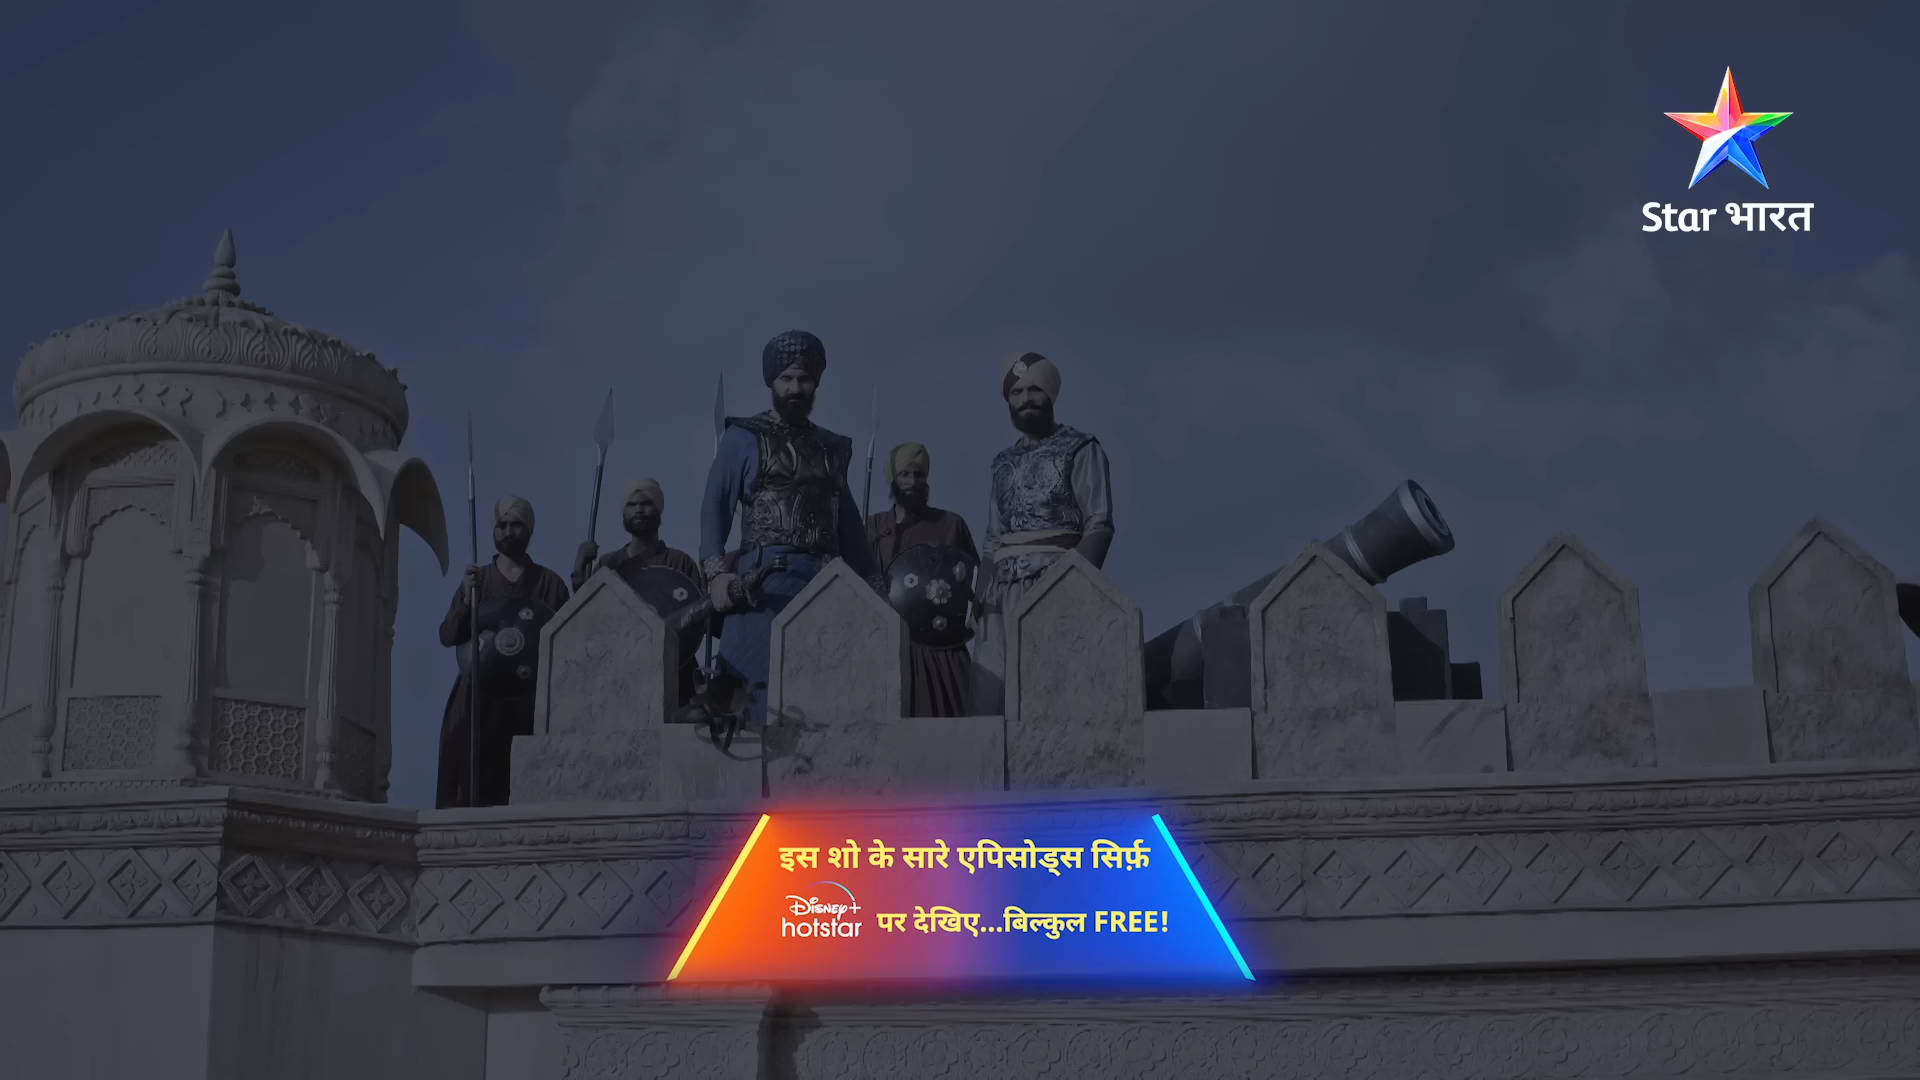 Star भारत
इस शो के सारे एपिसोड्स सिर्फ़
Disney+ hotstar पर देखिए...बिल्कुल FREE!